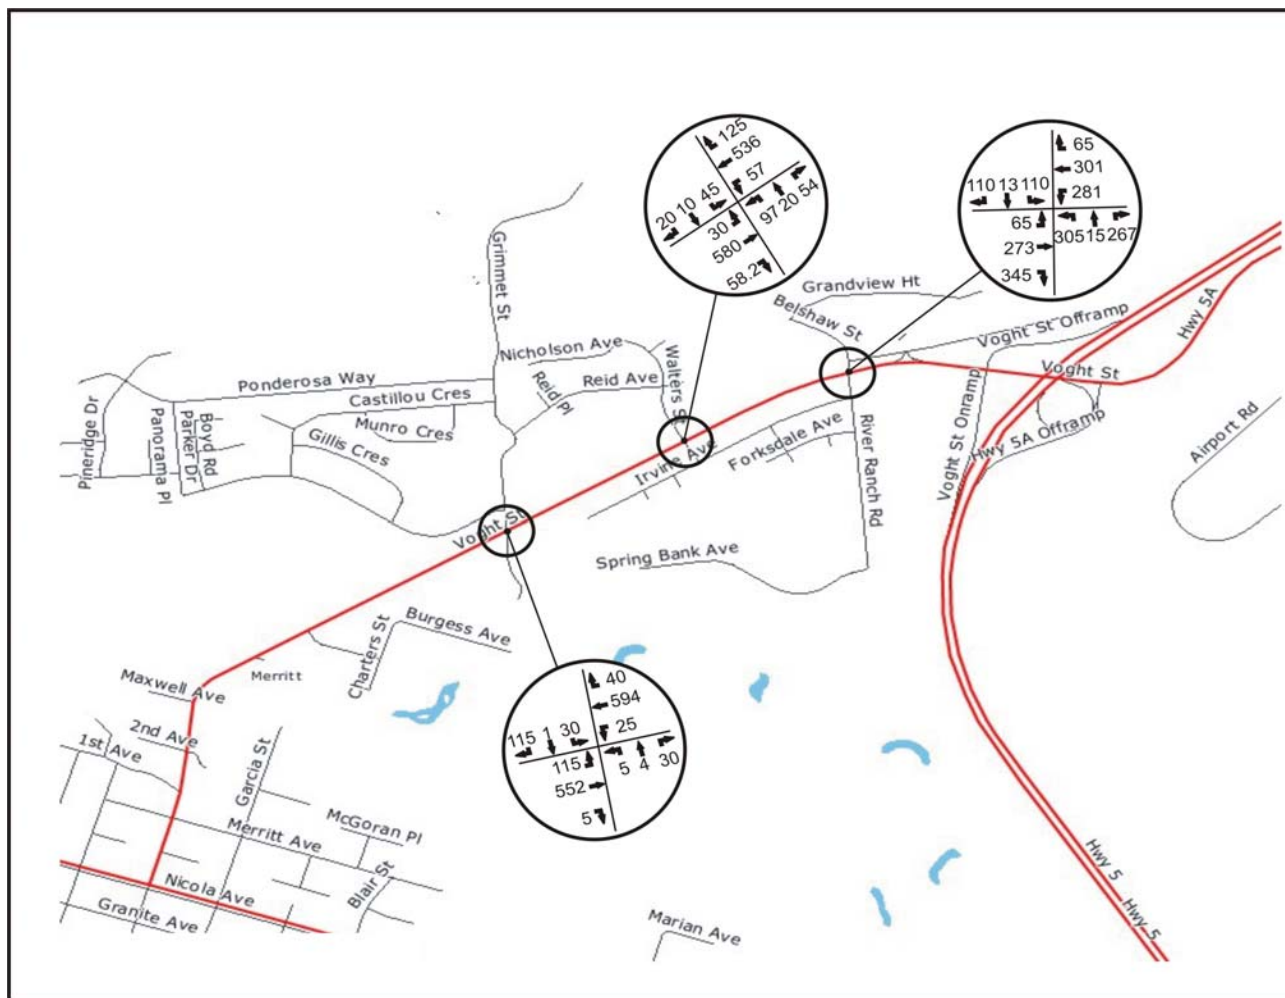 125
536
57
20 10 45
97 20 54
30
580
58.2
65
301
281
110 13 110
65
305 15 267
273
345
Grimmet St
Grandview Ht
Belshaw St
Voght St Offramp
Hwy 5A
Nicholson Ave
Walters St
Voght St
Ponderosa Way
Reid Ave
Reid Pl
Castillou Cres
Munro Cres
Gillis Cres
Pineridge Dr
Panorama Pl
Parker Dr
Boyd Rd
Irvine Ave
Forksdale Ave
River Ranch Rd
Voght St Onramp
Hwy 5A Offramp
Airport Rd
Voght St
Spring Bank Ave
Burgess Ave
Charters St
Merritt
Maxwell Ave
2nd Ave
1st Ave
Garcia St
40
594
25
115 1 30
115
5 4 30
552
5
McGoran Pl
Merritt Ave
Blair St
Nicola Ave
Granite Ave
Marian Ave
Hwy 5
Hwy 5